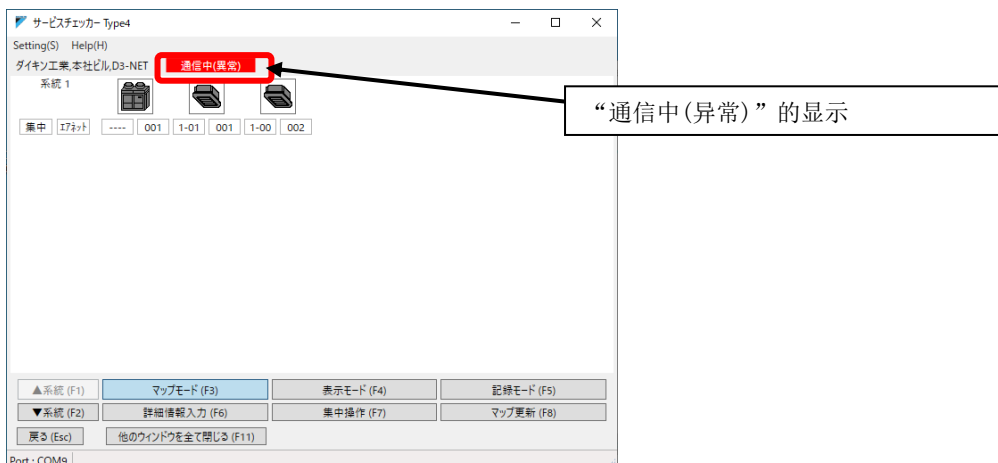 サービスチェッカー Type4
Setting(S) Help(H)
ダイキン工業,本社ビル,D3-NET 通信中(異常)
系統 1
“通信中(异常)”的显示
集中 エアネット ---- 001 1-01 001 1-00 002
▲系統 (F1) マップモード (F3) 表示モード (F4) 記録モード (F5)
▼系統 (F2) 詳細情報入力 (F6) 集中操作 (F7) マップ更新 (F8)
戻る (Esc) 他のウィンドウを全て閉じる (F11)
Port : COM9